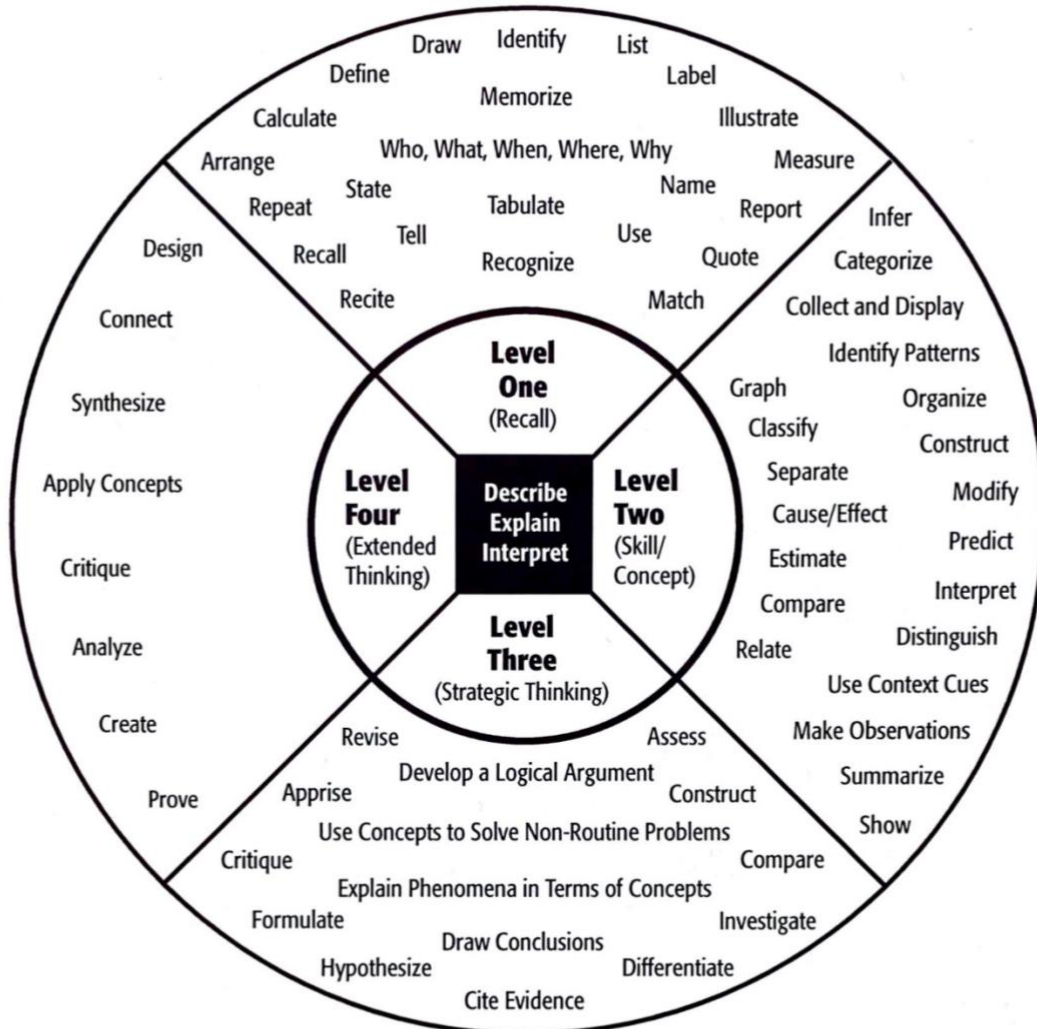 Draw
Identify
List
Define
Label
Calculate
Memorize
Illustrate
Arrange
Who, What, When, Where, Why
Measure
State
Name
Repeat
Tabulate
Report
Tell
Use
Recall
Recognize
Quote
Recite
Match
Level
One
(Recall)
Infer
Categorize
Collect and Display
Identify Patterns
Graph
Organize
Classify
Construct
Separate
Modify
Cause/Effect
Predict
Estimate
Interpret
Compare
Distinguish
Relate
Use Context Cues
Make Observations
Summarize
Show
Level
Two
(Skill/
Concept)
Describe
Explain
Interpret
Level
Three
(Strategic Thinking)
Revise
Assess
Develop a Logical Argument
Apprise
Construct
Use Concepts to Solve Non-Routine Problems
Critique
Compare
Explain Phenomena in Terms of Concepts
Formulate
Investigate
Draw Conclusions
Hypothesize
Differentiate
Cite Evidence
Level
Four
(Extended
Thinking)
Design
Connect
Synthesize
Apply Concepts
Critique
Analyze
Create
Prove